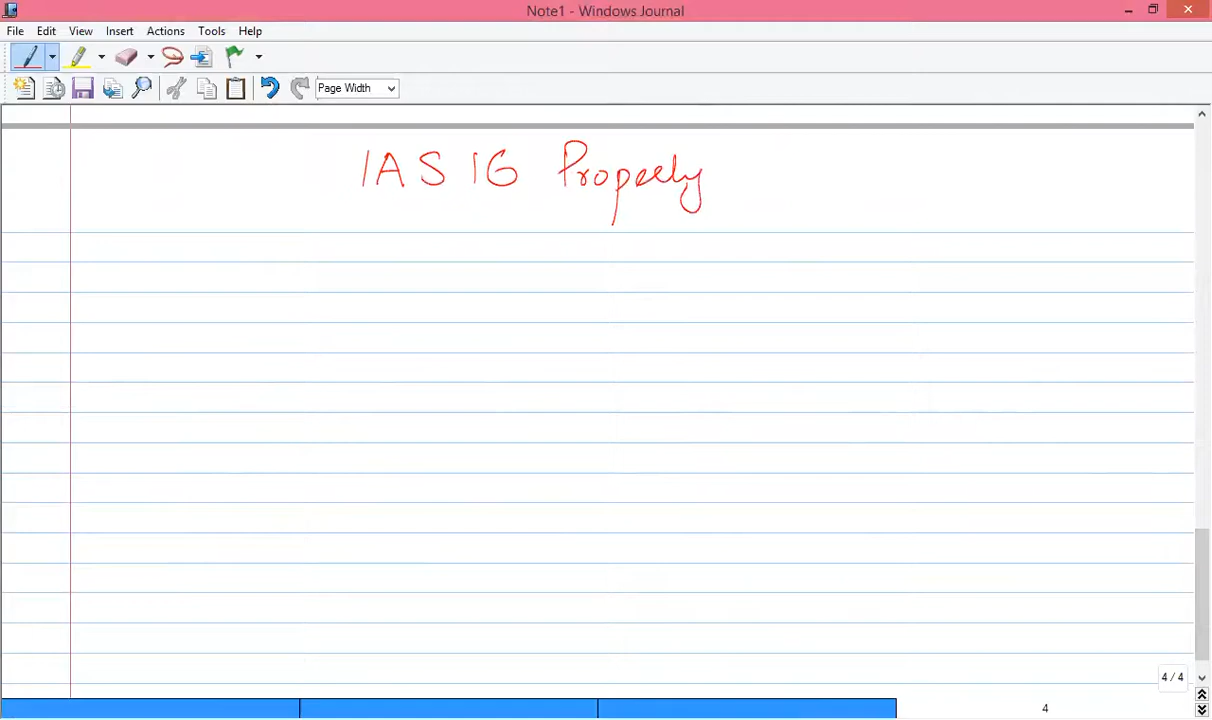 Note1 - Windows Journal
File Edit View Insert Actions Tools Help
Page Width
IAS 16 Property
4 / 4
4